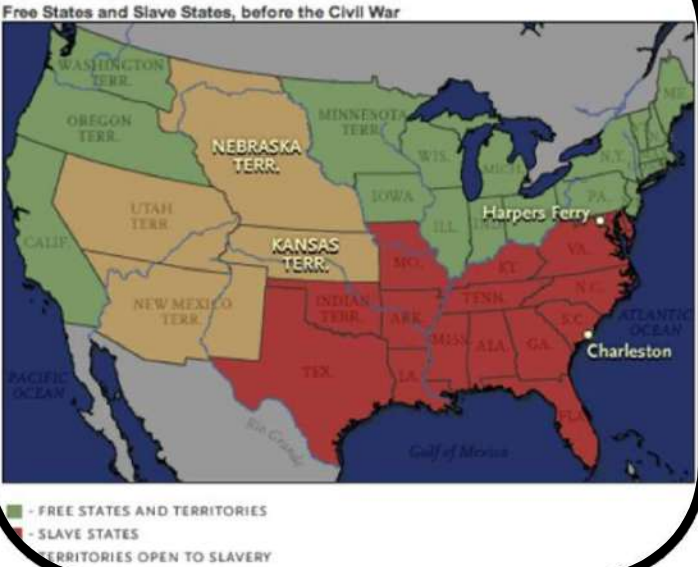 Free States and Slave States, before the Civil War
WASHINGTON
TERR.
OREGON
TERR.
MINNESOTA
TERR.
ME.
NEBRASKA
TERR.
WIS.
MICH.
N.Y.
IOWA
PA.
UTAH
TERR.
ILL.
IND.
Harpers Ferry
CALIF.
KANSAS
TERR.
MO.
KY.
VA.
NEW MEXICO
TERR.
INDIAN
TERR.
ARK.
TENN.
N.C.
S.C.
ATLANTIC
OCEAN
MISS.
ALA.
GA.
Charleston
PACIFIC
OCEAN
TEX.
LA.
FLA.
Rio Grande
Gulf of Mexico
- FREE STATES AND TERRITORIES
- SLAVE STATES
TERRITORIES OPEN TO SLAVERY